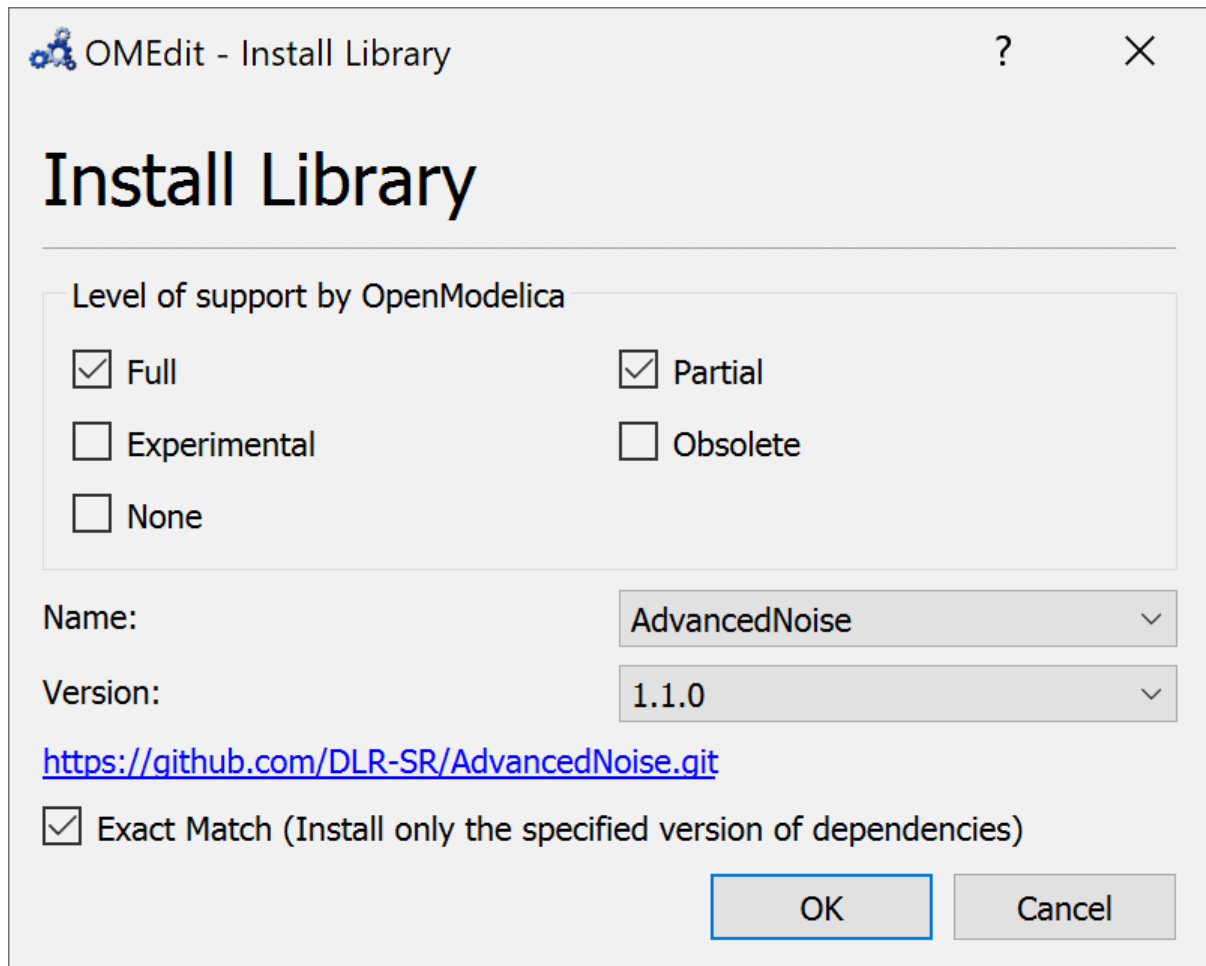 OMEdit - Install Library ?
Install Library
Level of support by OpenModelica
Full Partial
Experimental Obsolete
None
Name: AdvancedNoise
Version: 1.1.0
https://github.com/DLR-SR/AdvancedNoise.git
Exact Match (Install only the specified version of dependencies)
OK Cancel